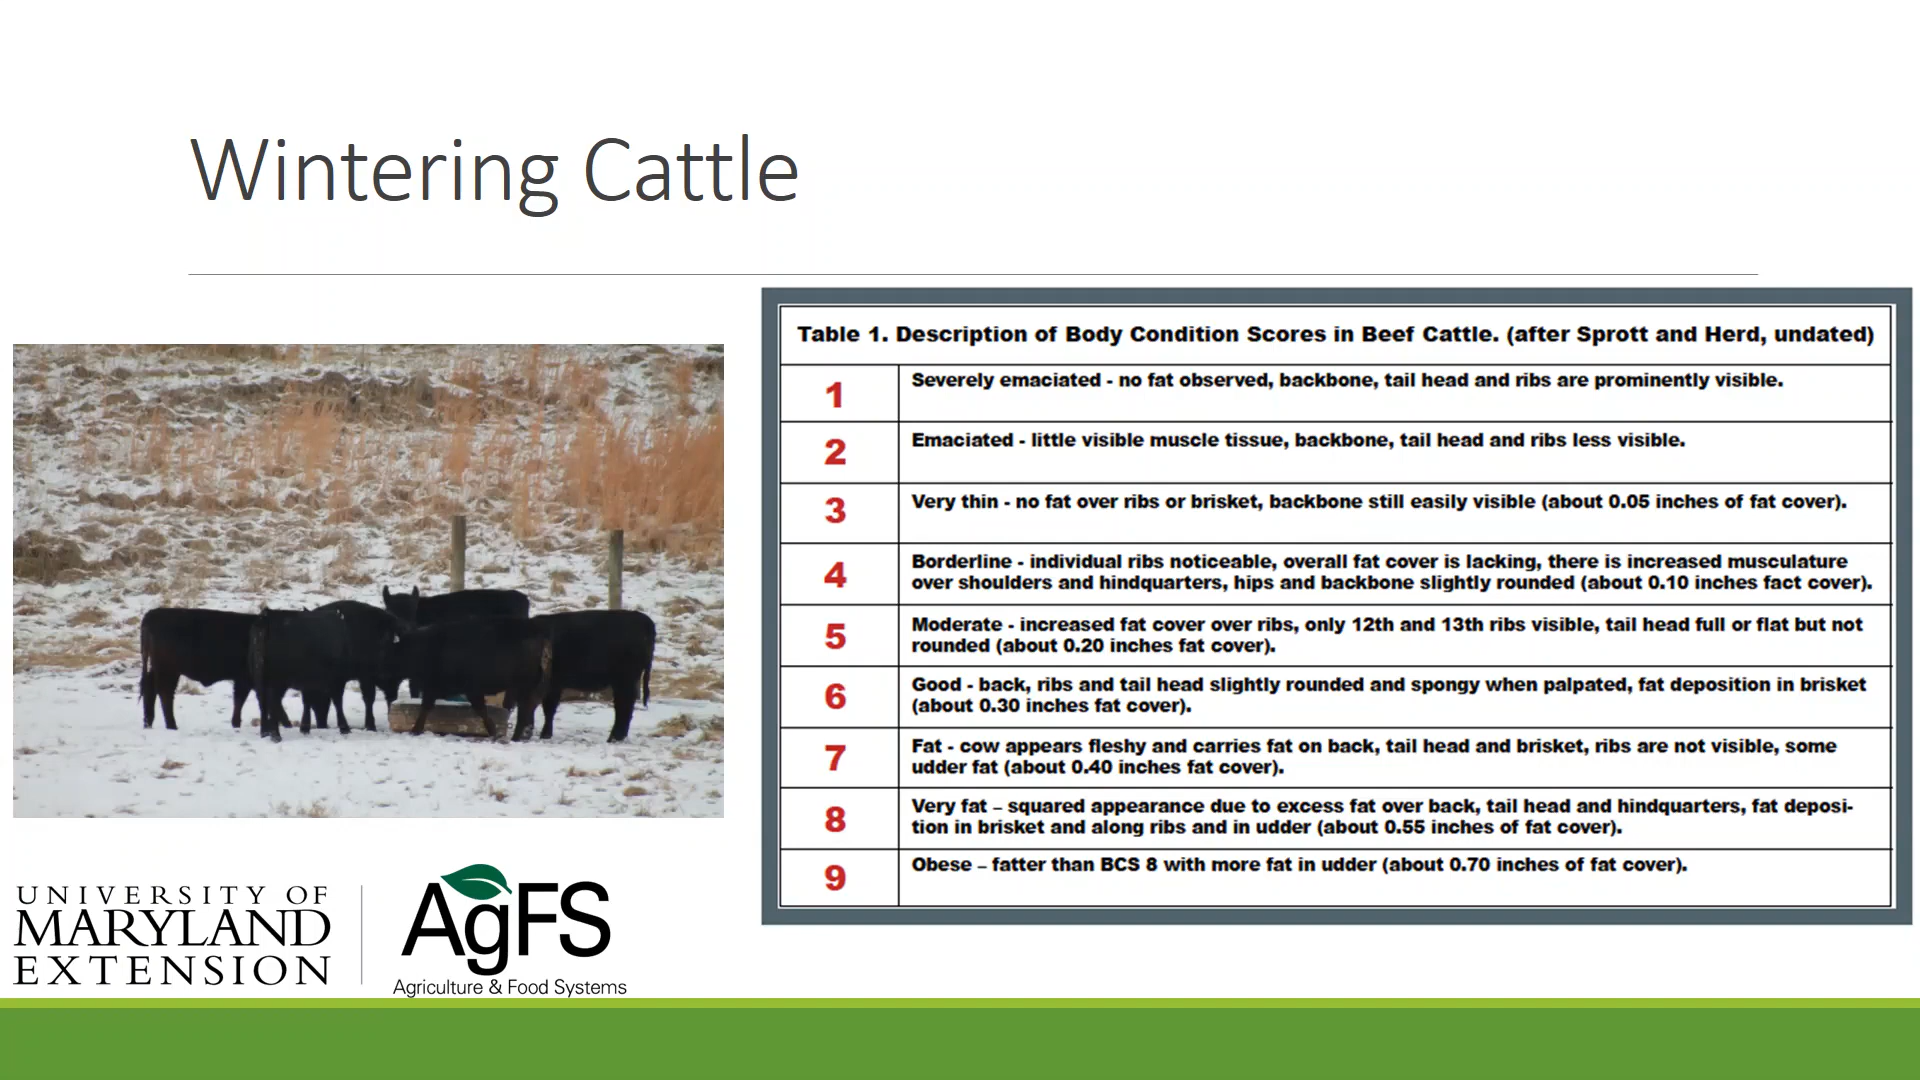 Wintering Cattle
Table 1. Description of Body Condition Scores in Beef Cattle. (after Sprott and Herd, undated)
1
Severely emaciated - no fat observed, backbone, tail head and ribs are prominently visible.
2
Emaciated - little visible muscle tissue, backbone, tail head and ribs less visible.
3
Very thin - no fat over ribs or brisket, backbone still easily visible (about 0.05 inches of fat cover).
4
Borderline - individual ribs noticeable, overall fat cover is lacking, there is increased musculature
over shoulders and hindquarters, hips and backbone slightly rounded (about 0.10 inches fact cover).
5
Moderate - increased fat cover over ribs, only 12th and 13th ribs visible, tail head full or flat but not
rounded (about 0.20 inches fat cover).
6
Good - back, ribs and tail head slightly rounded and spongy when palpated, fat deposition in brisket
(about 0.30 inches fat cover).
7
Fat - cow appears fleshy and carries fat on back, tail head and brisket, ribs are not visible, some
udder fat (about 0.40 inches fat cover).
8
Very fat – squared appearance due to excess fat over back, tail head and hindquarters, fat deposi-
tion in brisket and along ribs and in udder (about 0.55 inches of fat cover).
9
Obese – fatter than BCS 8 with more fat in udder (about 0.70 inches of fat cover).
UNIVERSITY OF
MARYLAND
EXTENSION
AgFS
Agriculture & Food Systems